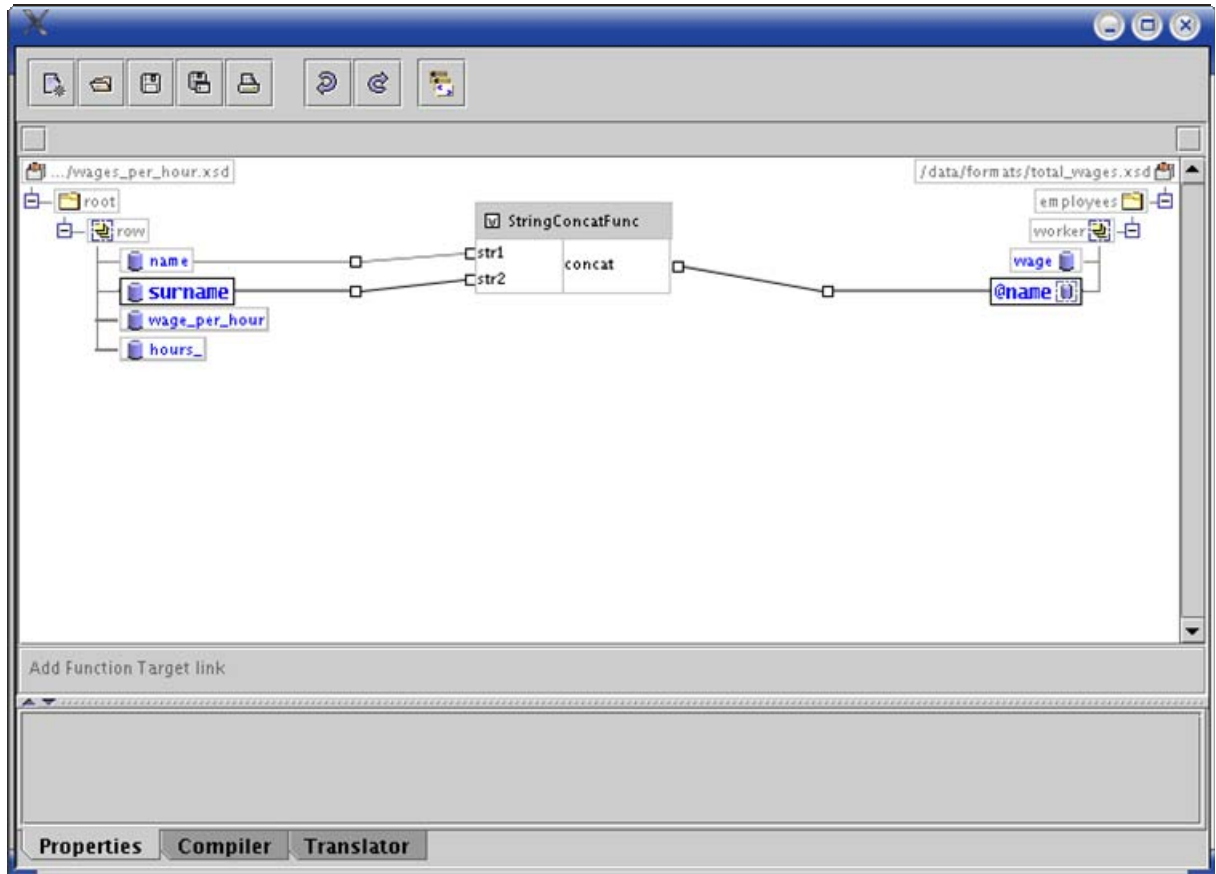 .../wages_per_hour.xsd
/data/formats/total_wages.xsd
root
employees
row
StringConcatFunc
worker
name
str1
concat
wage
surname
str2
@name
wage_per_hour
hours_
Add Function Target link
Properties
Compiler
Translator